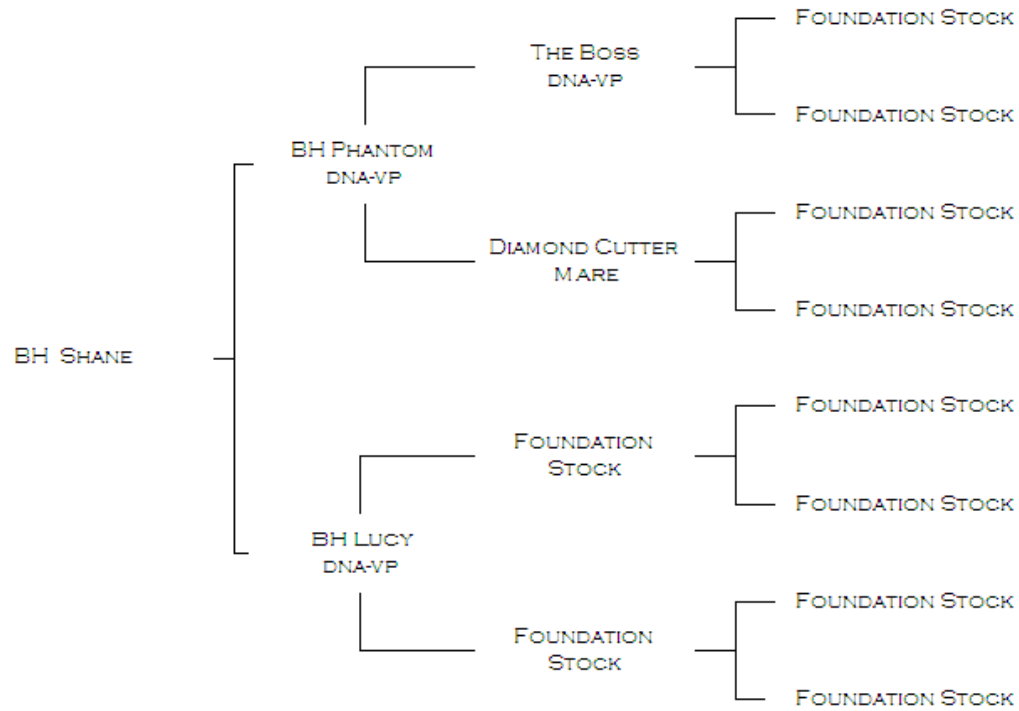 Foundation Stock
The Boss
DNA-VP
Foundation Stock
BH Phantom
DNA-VP
Foundation Stock
Diamond Cutter
Mare
Foundation Stock
BH Shane
Foundation Stock
Foundation
Stock
Foundation Stock
BH Lucy
DNA-VP
Foundation Stock
Foundation
Stock
Foundation Stock